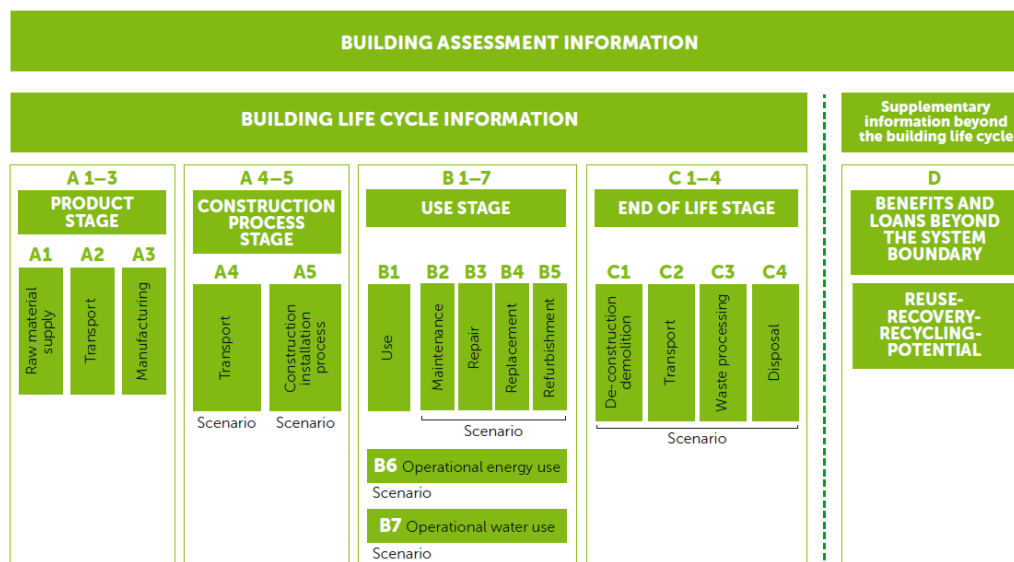 BUILDING ASSESSMENT INFORMATION
BUILDING LIFE CYCLE INFORMATION
Supplementary
information beyond
the building life cycle
A 1–3
PRODUCT
STAGE
A1
A2
A3
Raw material
supply
Transport
Manufacturing
A 4–5
CONSTRUCTION
PROCESS
STAGE
A4
A5
Transport
Construction
installation
process
Scenario
Scenario
B 1–7
USE STAGE
B1
B2
B3
B4
B5
Use
Maintenance
Repair
Replacement
Refurbishment
Scenario
B6 Operational energy use
Scenario
B7 Operational water use
Scenario
C 1–4
END OF LIFE STAGE
C1
C2
C3
C4
De-construction
demolition
Transport
Waste processing
Disposal
Scenario
D
BENEFITS AND
LOANS BEYOND
THE SYSTEM
BOUNDARY
REUSE-
RECOVERY-
RECYCLING-
POTENTIAL